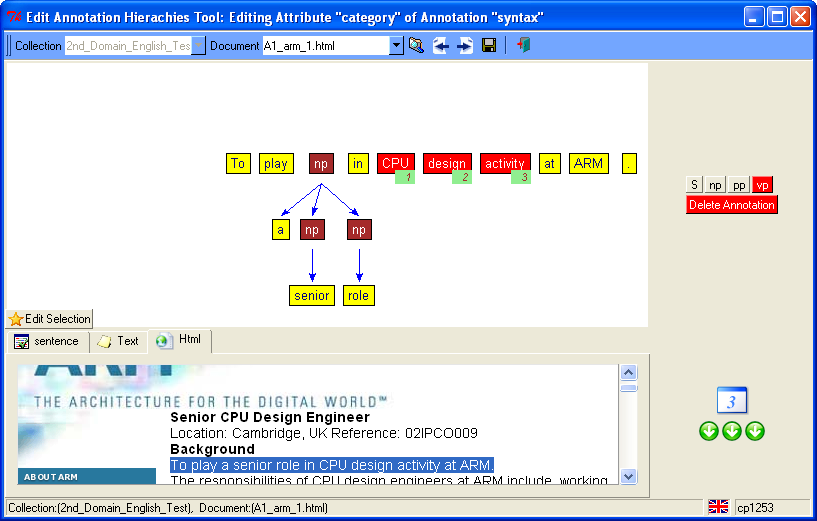 Edit Annotation Hierachies Tool: Editing Attribute "category" of Annotation "syntax"
Collection 2nd_Domain_English_Tes Document A1_arm_1.html
To play np in CPU design activity at ARM .
1 2 3
S np pp vp
Delete Annotation
a np np
senior role
Edit Selection
sentence Text Html
THE ARCHITECTURE FOR THE DIGITAL WORLD™
Senior CPU Design Engineer
Location: Cambridge, UK Reference: 02IPCO009
Background
To play a senior role in CPU design activity at ARM.
ABOUT ARM
The responsibilities of CPU design engineers at ARM include, working
3
Collection:(2nd_Domain_English_Test), Document:(A1_arm_1.html) cp1253